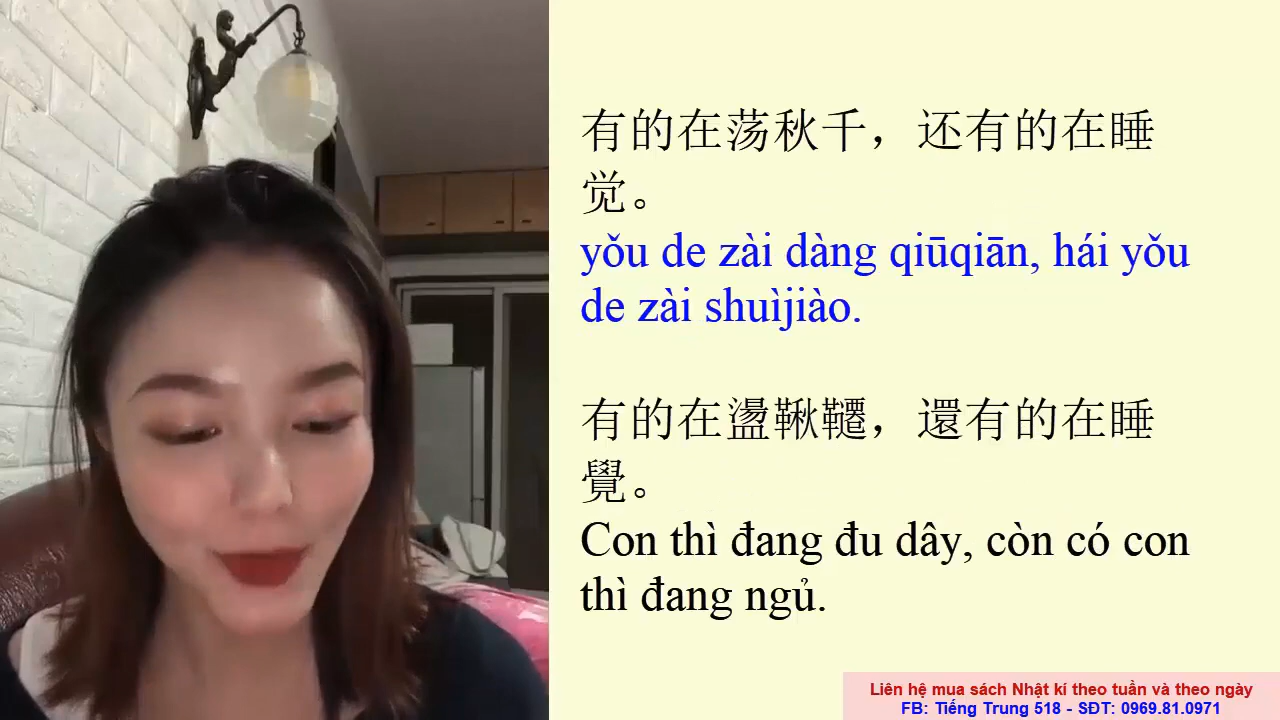 有的在荡秋千，还有的在睡
觉。
yǒu de zài dàng qiūqiān, hái yǒu
de zài shuìjiào.
有的在盪鞦韆，還有的在睡
覺。
Con thì đang đu dây, còn có con
thì đang ngủ.
Liên hệ mua sách Nhật kí theo tuần và theo ngày
FB: Tiếng Trung 518 - SĐT: 0969.81.0971